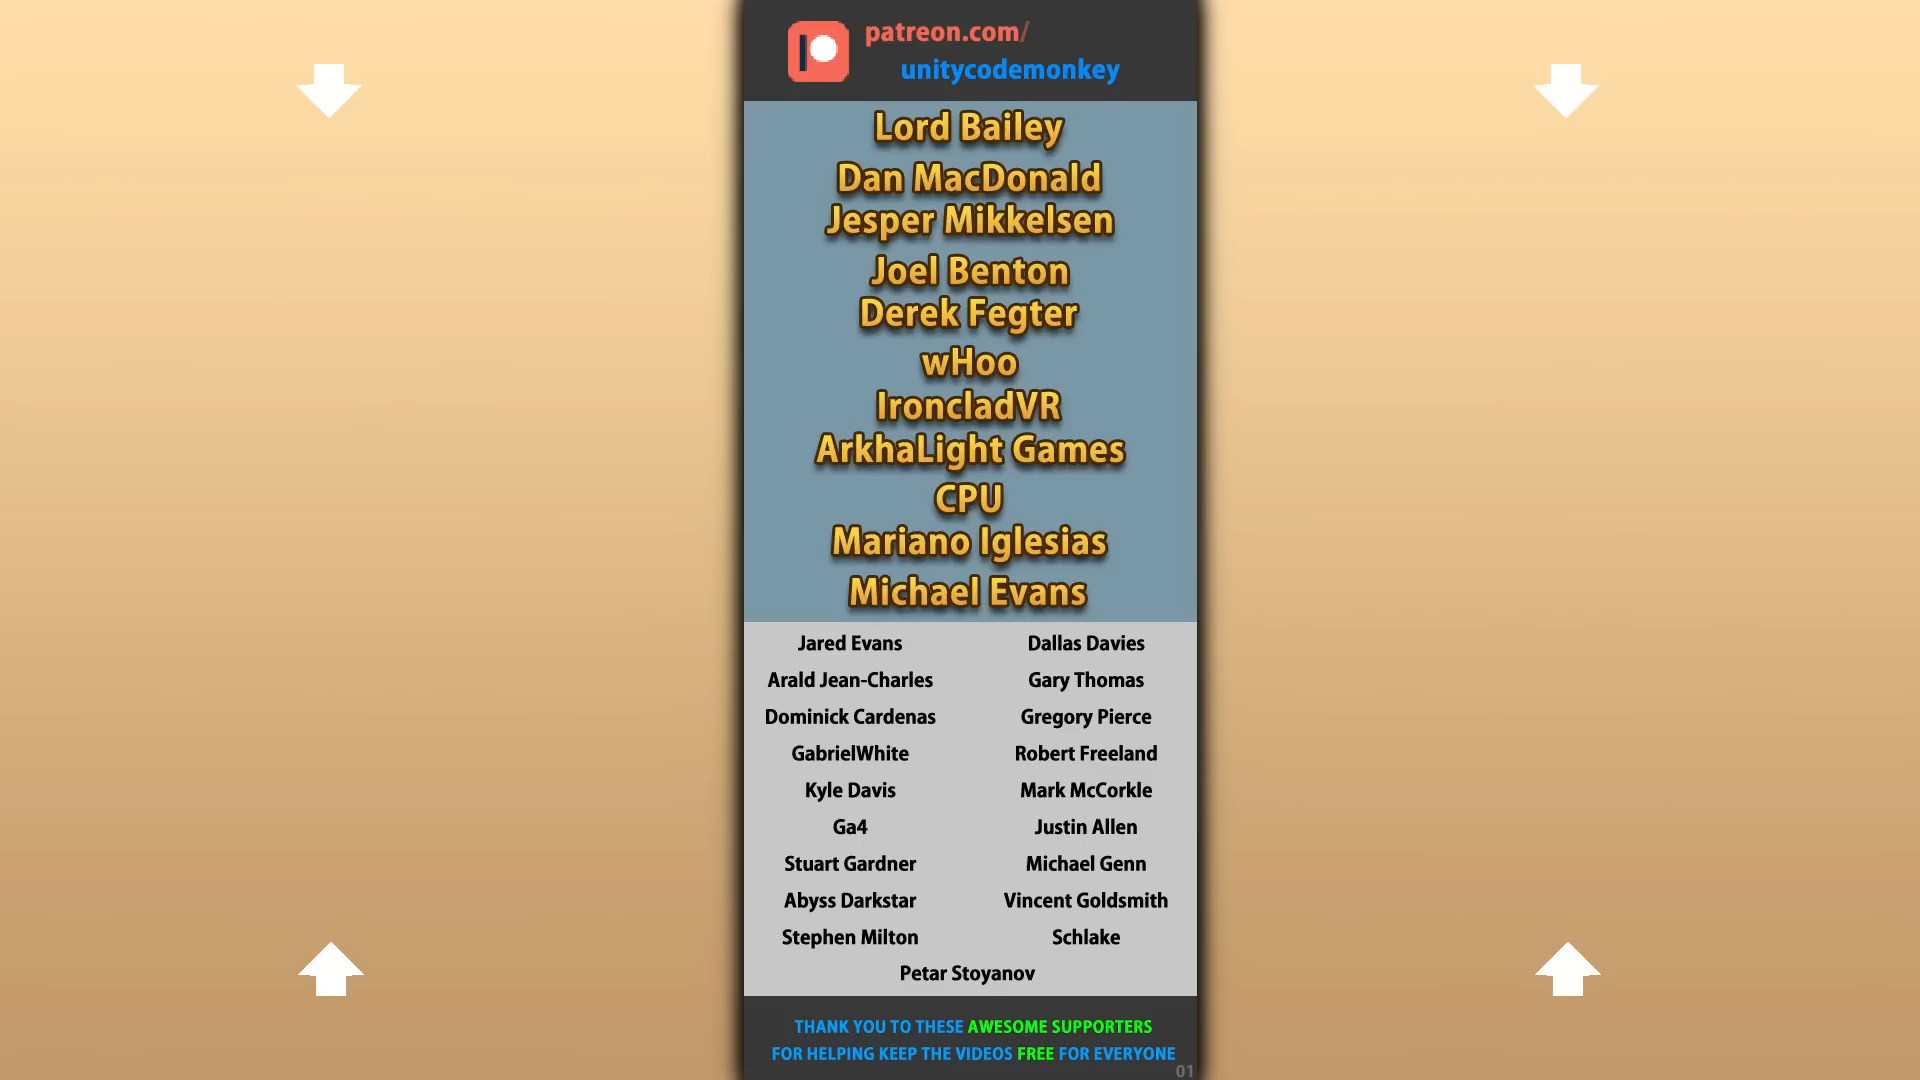 patreon.com/
unitycodemonkey
Lord Bailey
Dan MacDonald
Jesper Mikkelsen
Joel Benton
Derek Fegter
wHoo
IroncladVR
ArkhaLight Games
CPU
Mariano Iglesias
Michael Evans
Jared Evans Dallas Davies
Arald Jean-Charles Gary Thomas
Dominick Cardenas Gregory Pierce
GabrielWhite Robert Freeland
Kyle Davis Mark McCorkle
Ga4 Justin Allen
Stuart Gardner Michael Genn
Abyss Darkstar Vincent Goldsmith
Stephen Milton Schlake
Petar Stoyanov
THANK YOU TO THESE AWESOME SUPPORTERS
FOR HELPING KEEP THE VIDEOS FREE FOR EVERYONE
01